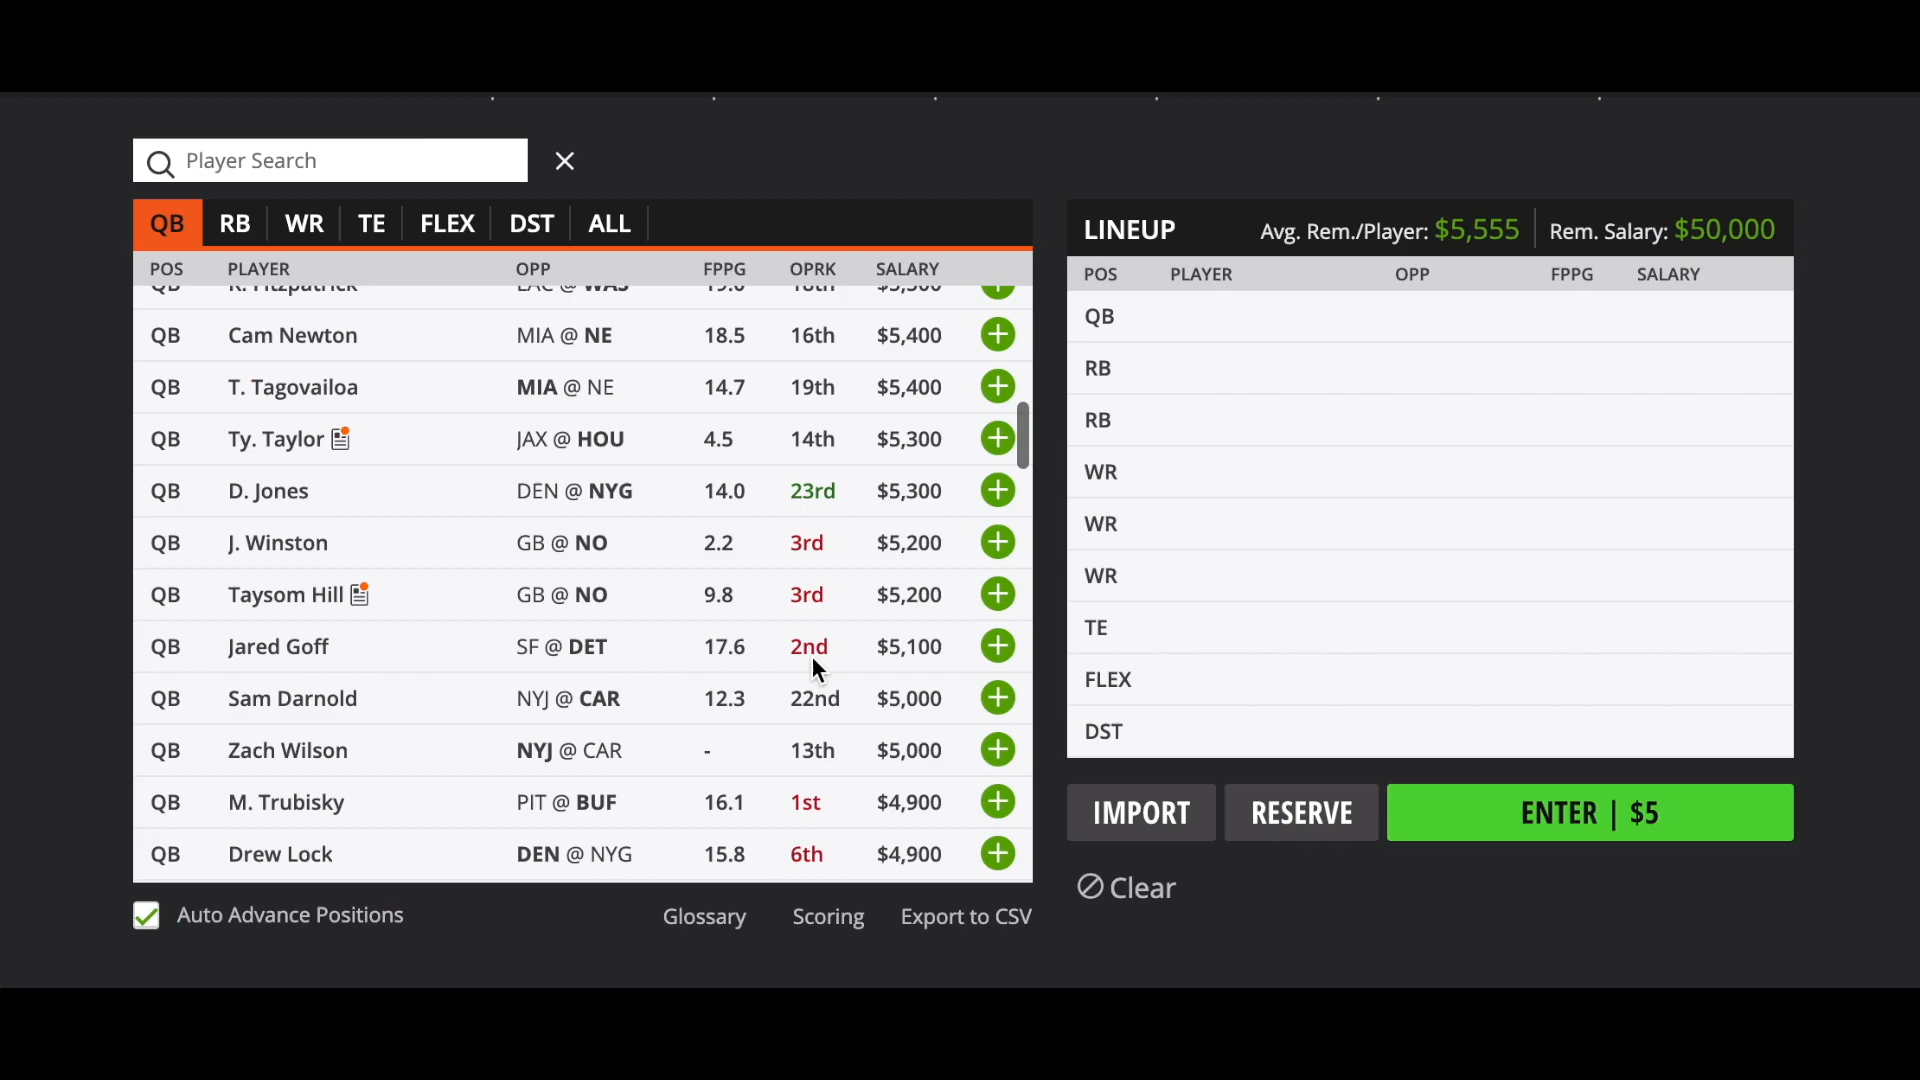 Player Search
QB RB WR TE FLEX DST ALL
POS PLAYER OPP FPPG OPRK SALARY
QB Cam Newton MIA @ NE 18.5 16th $5,400
QB T. Tagovailoa MIA @ NE 14.7 19th $5,400
QB Ty. Taylor JAX @ HOU 4.5 14th $5,300
QB D. Jones DEN @ NYG 14.0 23rd $5,300
QB J. Winston GB @ NO 2.2 3rd $5,200
QB Taysom Hill GB @ NO 9.8 3rd $5,200
QB Jared Goff SF @ DET 17.6 2nd $5,100
QB Sam Darnold NYJ @ CAR 12.3 22nd $5,000
QB Zach Wilson NYJ @ CAR - 13th $5,000
QB M. Trubisky PIT @ BUF 16.1 1st $4,900
QB Drew Lock DEN @ NYG 15.8 6th $4,900
Auto Advance Positions Glossary Scoring Export to CSV
LINEUP Avg. Rem./Player: $5,555 Rem. Salary: $50,000
POS PLAYER OPP FPPG SALARY
QB
RB
RB
WR
WR
WR
TE
FLEX
DST
IMPORT RESERVE ENTER | $5
Clear